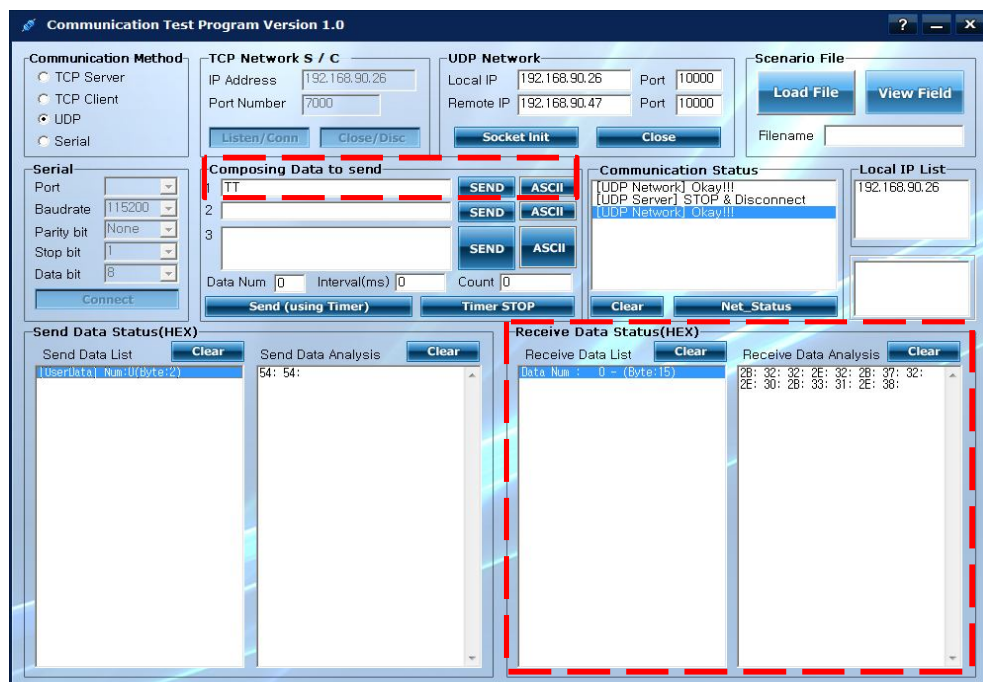 Communication Test Program Version 1.0
? — X
Communication Method
TCP Server
TCP Client
UDP
Serial
TCP Network S / C
IP Address 192.168.90.26
Port Number 7000
Listen/Conn Close/Disc
UDP Network
Local IP 192.168.90.26 Port 10000
Remote IP 192.168.90.47 Port 10000
Socket Init Close
Scenario File
Load File View Field
Filename
Serial
Port
Baudrate 115200
Parity bit None
Stop bit 1
Data bit 8
Connect
Composing Data to send
1 TT SEND ASCII
2 SEND ASCII
3 SEND ASCII
Data Num 0 Interval(ms) 0 Count 0
Send (using Timer) Timer STOP
Communication Status
[UDP Network] Okay!!!
[UDP Server] STOP & Disconnect
[UDP Network] Okay!!!
Clear Net_Status
Local IP List
192.168.90.26
Send Data Status(HEX)
Send Data List Clear Send Data Analysis Clear
[UserData] Num:0(Byte:2)
54: 54:
Receive Data Status(HEX)
Receive Data List Clear Receive Data Analysis Clear
Data Num : 0 - (Byte:15)
2B: 32: 32: 2E: 32: 2B: 37: 32:
2E: 30: 2B: 33: 31: 2E: 38: